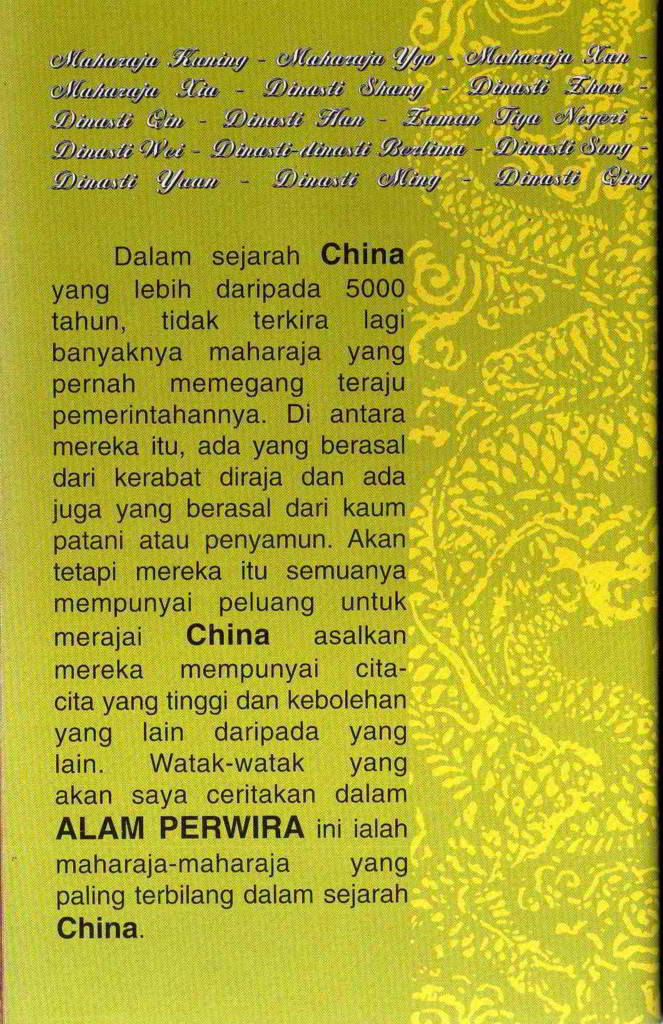 Maharaja Kuning - Maharaja Ygo - Maharaja Xun -
Maharaja Xia - Dinasti Shang - Dinasti Zhou -
Dinasti Qin - Dinasti Han - Zaman Tiga Negeri -
Dinasti Wei - Dinasti-dinasti Berlima - Dinasti Song -
Dinasti Yuan - Dinasti Ming - Dinasti Qing
Dalam sejarah China
yang lebih daripada 5000
tahun, tidak terkira lagi
banyaknya maharaja yang
pernah memegang teraju
pemerintahannya. Di antara
mereka itu, ada yang berasal
dari kerabat diraja dan ada
juga yang berasal dari kaum
patani atau penyamun. Akan
tetapi mereka itu semuanya
mempunyai peluang untuk
merajai China asalkan
mereka mempunyai cita-
cita yang tinggi dan kebolehan
yang lain daripada yang
lain. Watak-watak yang
akan saya ceritakan dalam
ALAM PERWIRA ini ialah
maharaja-maharaja yang
paling terbilang dalam sejarah
China.